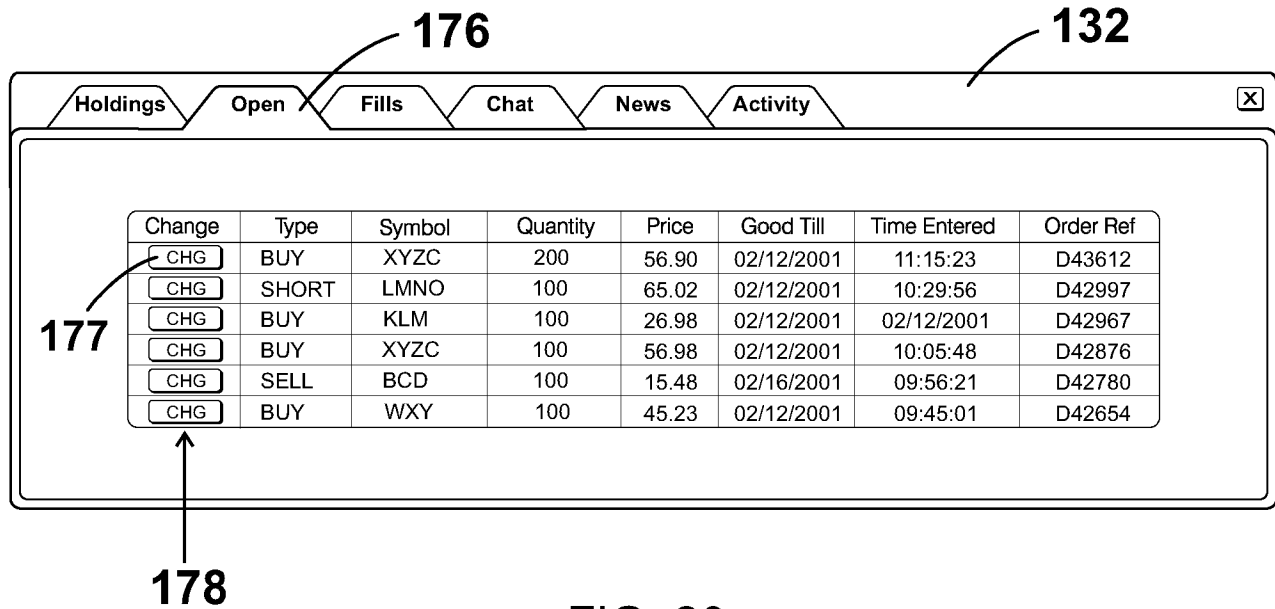 176 132
Holdings Open Fills Chat News Activity X
Change Type Symbol Quantity Price Good Till Time Entered Order Ref
CHG BUY XYZC 200 56.90 02/12/2001 11:15:23 D43612
CHG SHORT LMNO 100 65.02 02/12/2001 10:29:56 D42997
177 CHG BUY KLM 100 26.98 02/12/2001 02/12/2001 D42967
CHG BUY XYZC 100 56.98 02/12/2001 10:05:48 D42876
CHG SELL BCD 100 15.48 02/16/2001 09:56:21 D42780
CHG BUY WXY 100 45.23 02/12/2001 09:45:01 D42654
178